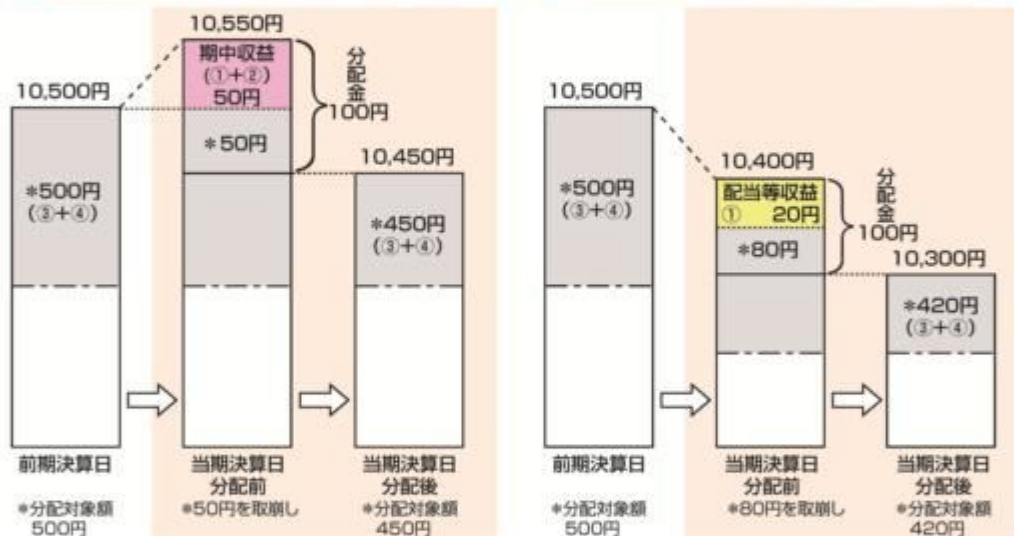 10,500円
*500円
(③+④)
前期決算日
*分配対象額
500円
10,550円
期中収益
(①+②)
50円
*50円
分配金
100円
当期決算日
分配前
*50円を取崩し
10,450円
*450円
(③+④)
当期決算日
分配後
*分配対象額
450円
10,500円
*500円
(③+④)
前期決算日
*分配対象額
500円
10,400円
配当等収益
① 20円
*80円
分配金
100円
当期決算日
分配前
*80円を取崩し
10,300円
*420円
(③+④)
当期決算日
分配後
*分配対象額
420円